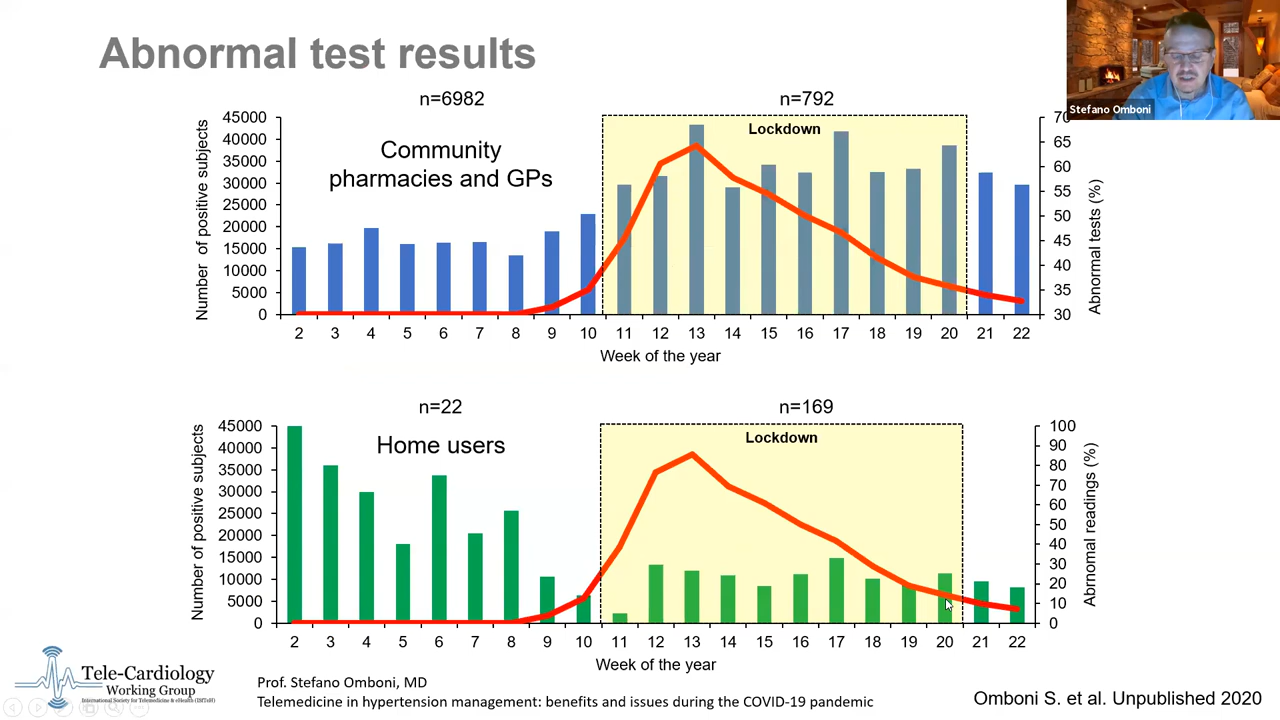 Abnormal test results
Stefano Omboni
n=6982
n=792
Community
pharmacies and GPs
Lockdown
Number of positive subjects
45000
40000
35000
30000
25000
20000
15000
10000
5000
0
70
65
60
55
50
45
40
35
30
Abnormal tests (%)
2 3 4 5 6 7 8 9 10 11 12 13 14 15 16 17 18 19 20 21 22
Week of the year
n=22
n=169
Home users
Lockdown
Number of positive subjects
45000
40000
35000
30000
25000
20000
15000
10000
5000
0
100
90
80
70
60
50
40
30
20
10
0
Abrnomal readings (%)
2 3 4 5 6 7 8 9 10 11 12 13 14 15 16 17 18 19 20 21 22
Week of the year
Tele-Cardiology
Working Group
International Society for Telemedicine & eHealth (ISfTeH)
Prof. Stefano Omboni, MD
Telemedicine in hypertension management: benefits and issues during the COVID-19 pandemic
Omboni S. et al. Unpublished 2020